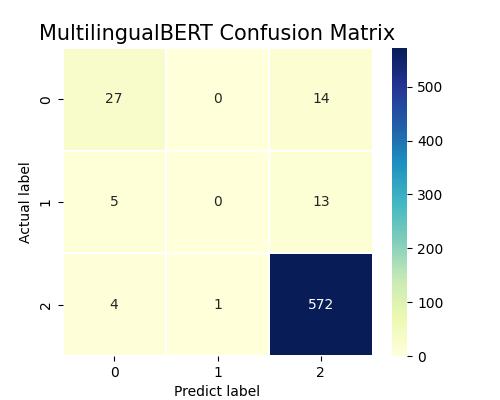 MultilingualBERT Confusion Matrix
Actual label
0 27 0 14
1 5 0 13
2 4 1 572
0 1 2
Predict label
500
400
300
200
100
0